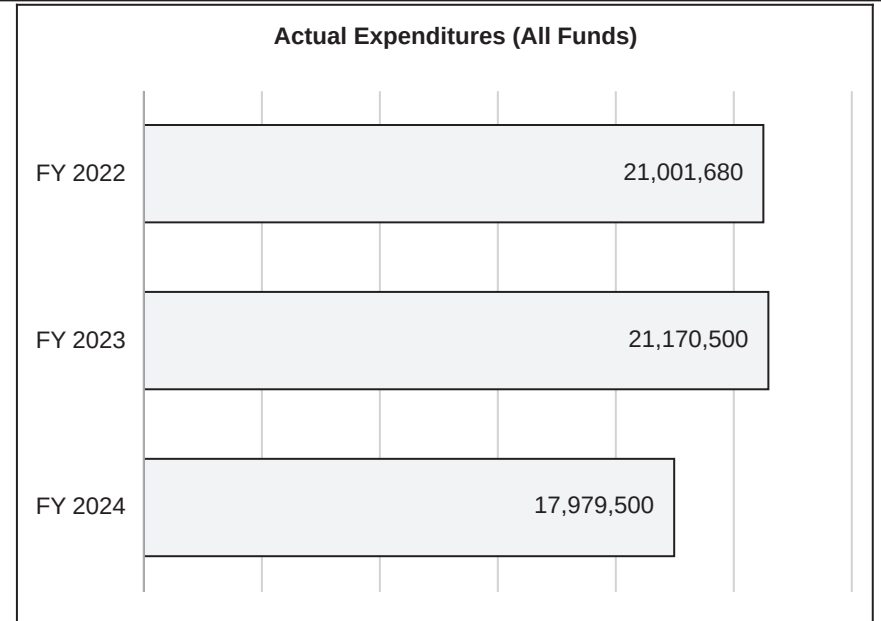 Actual Expenditures (All Funds)
FY 2022 21,001,680
FY 2023 21,170,500
FY 2024 17,979,500